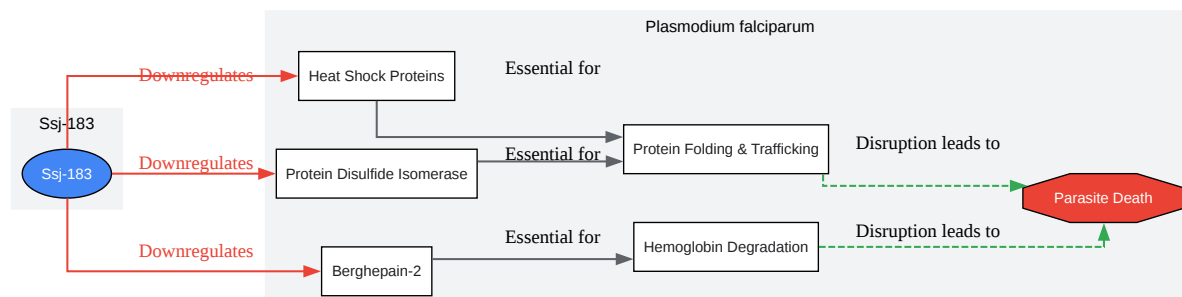 Plasmodium falciparum
Essential for
Downregulates
Heat Shock Proteins
Ssj-183
Disruption leads to
Protein Folding & Trafficking
Essential for
Downregulates
Ssj-183
Protein Disulfide Isomerase
Parasite Death
Disruption leads to
Essential for
Hemoglobin Degradation
Downregulates
Berghepain-2